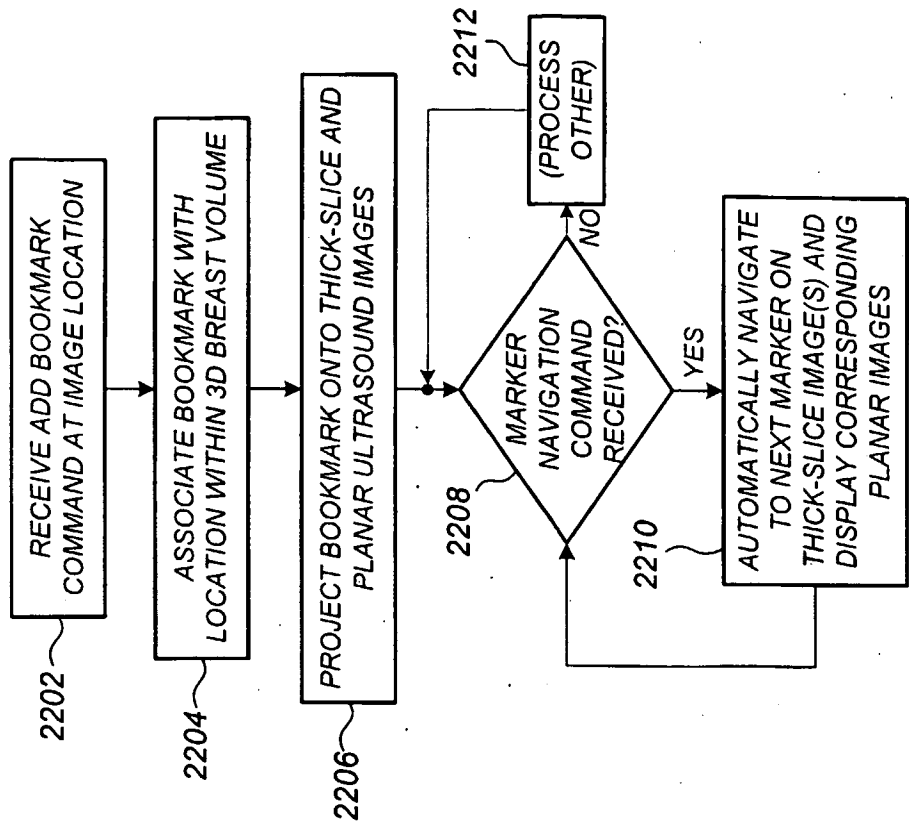 RECEIVE ADD BOOKMARK
COMMAND AT IMAGE LOCATION
2202
ASSOCIATE BOOKMARK WITH
LOCATION WITHIN 3D BREAST VOLUME
2204
PROJECT BOOKMARK ONTO THICK-SLICE AND
PLANAR ULTRASOUND IMAGES
2206
MARKER
NAVIGATION
COMMAND
RECEIVED?
2208
NO
(PROCESS
OTHER)
2212
YES
AUTOMATICALLY NAVIGATE
TO NEXT MARKER ON
THICK-SLICE IMAGE(S) AND
DISPLAY CORRESPONDING
PLANAR IMAGES
2210